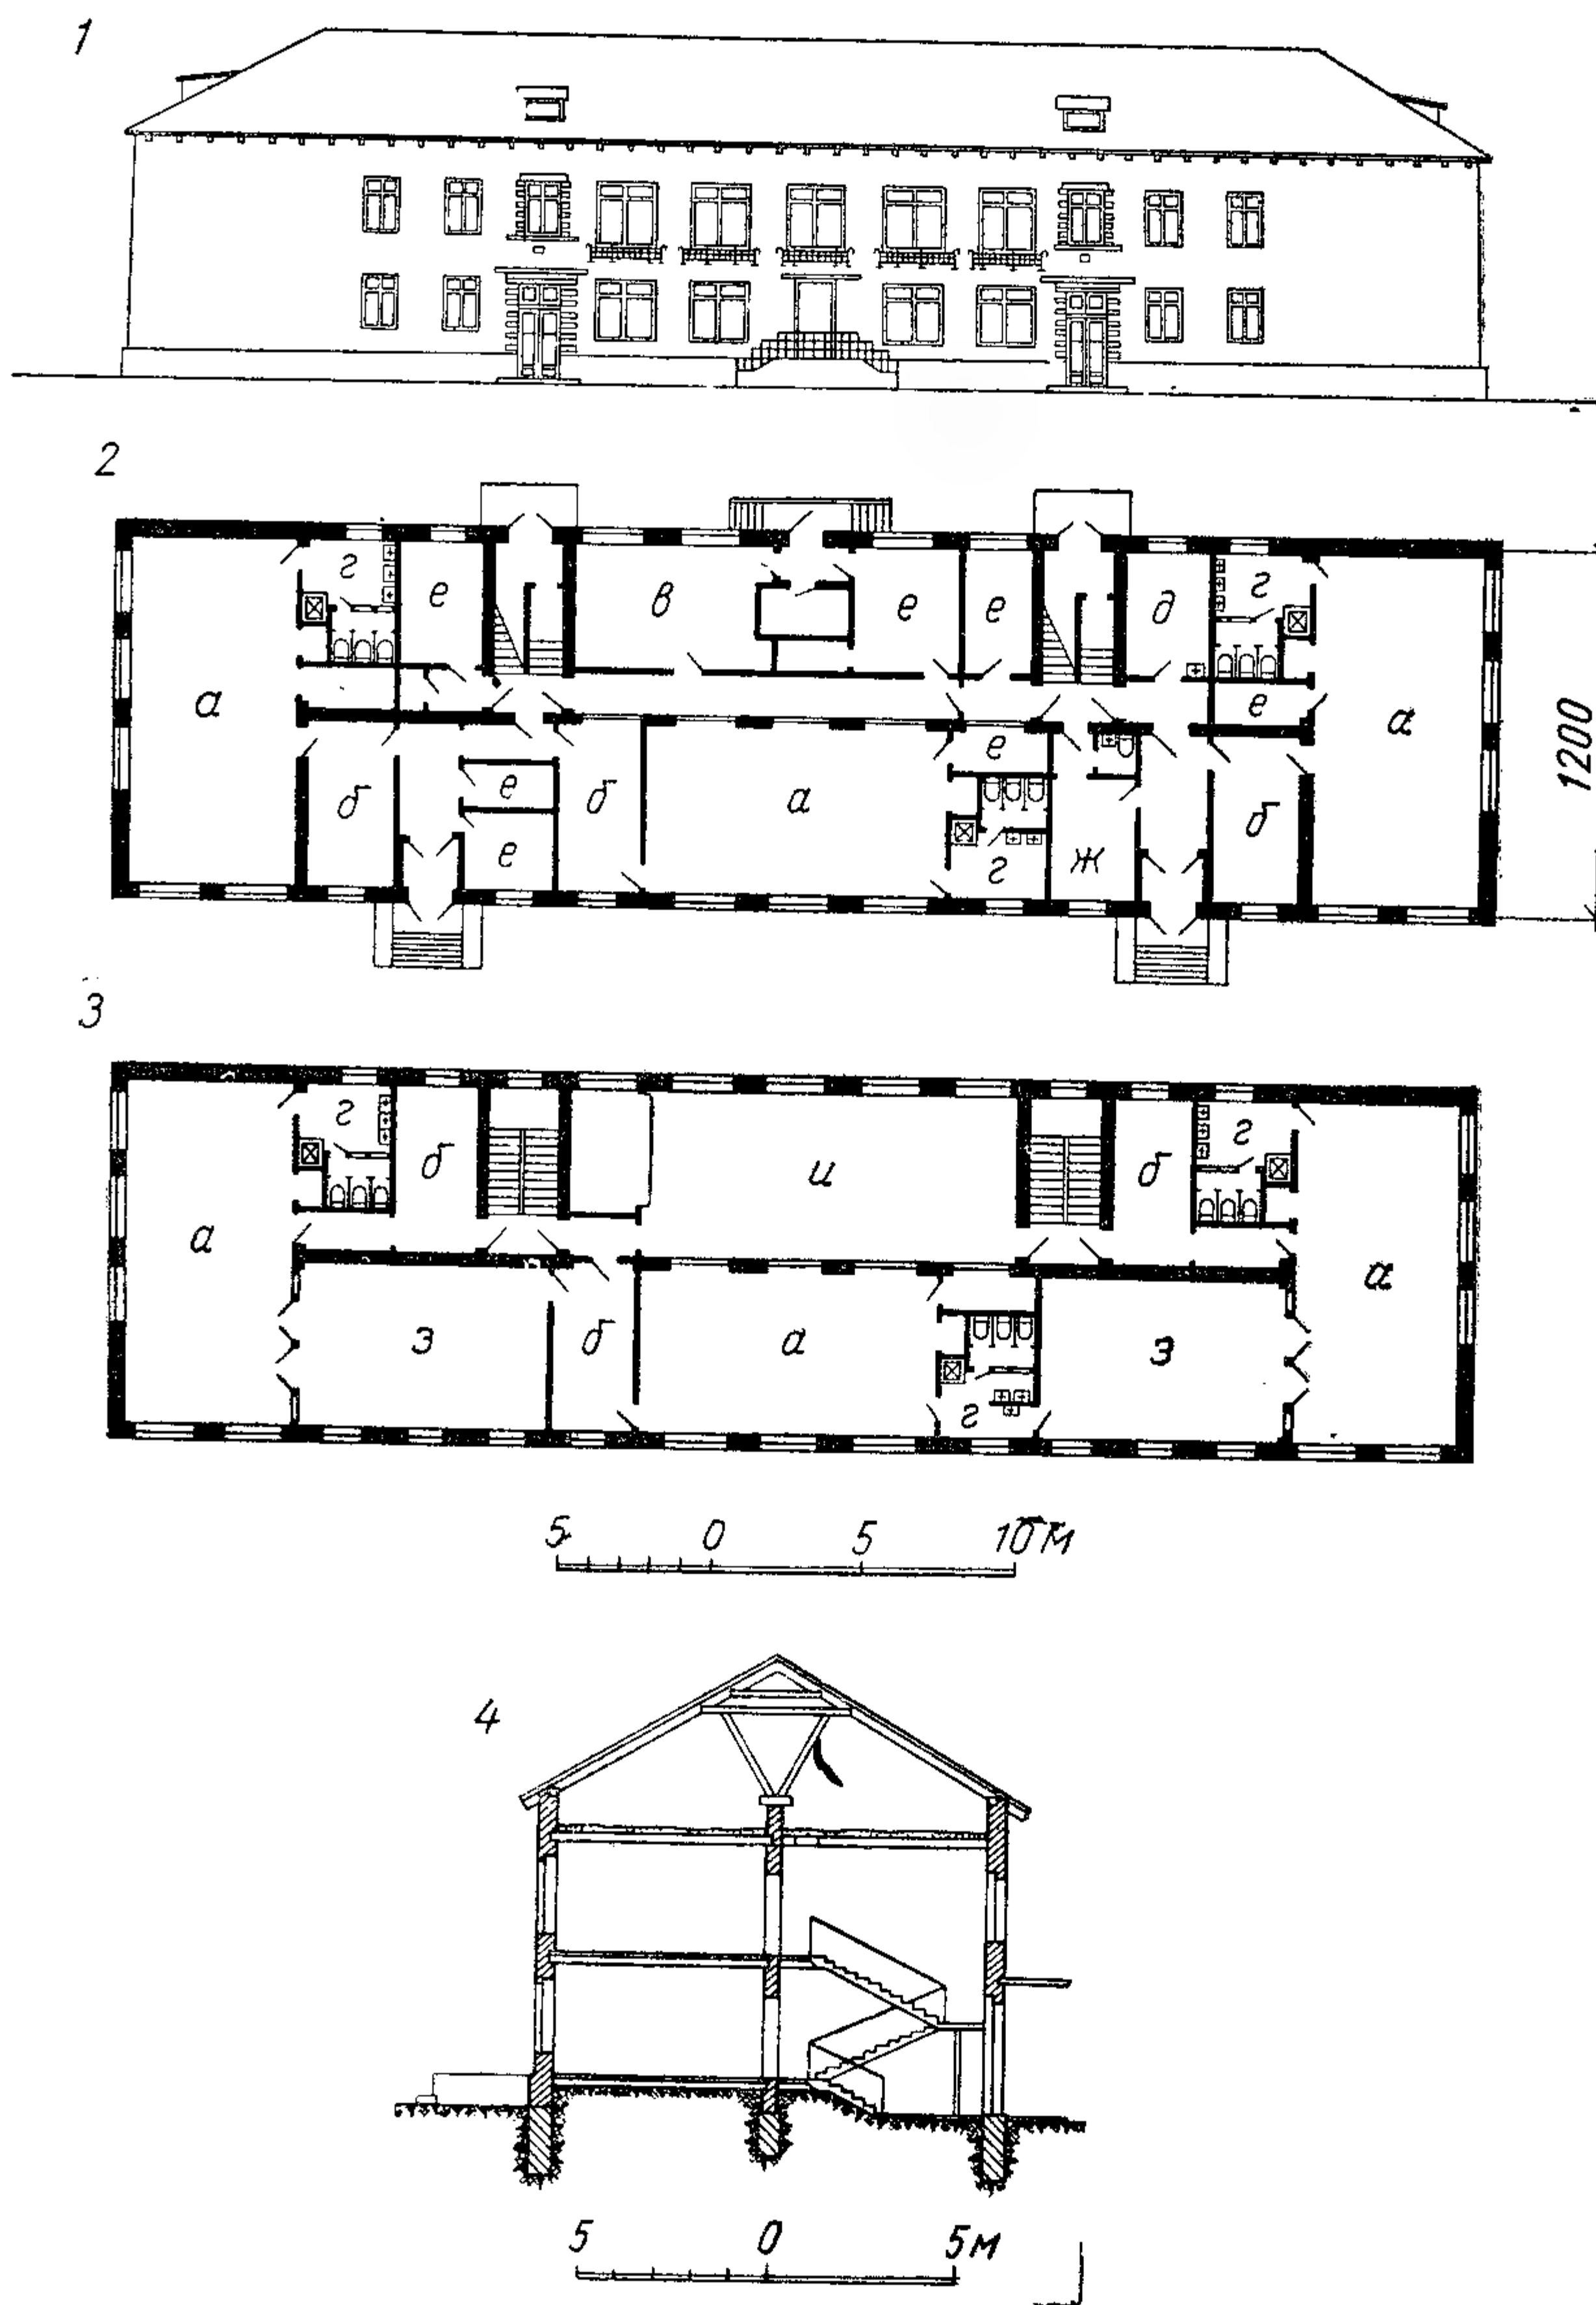 1
2
г е в е е д г
а е а
е
б е б а б
е г ж
1200
3
г б и б г
а а
з б а з
г
5 0 5 10 м
4
5 0 5 м